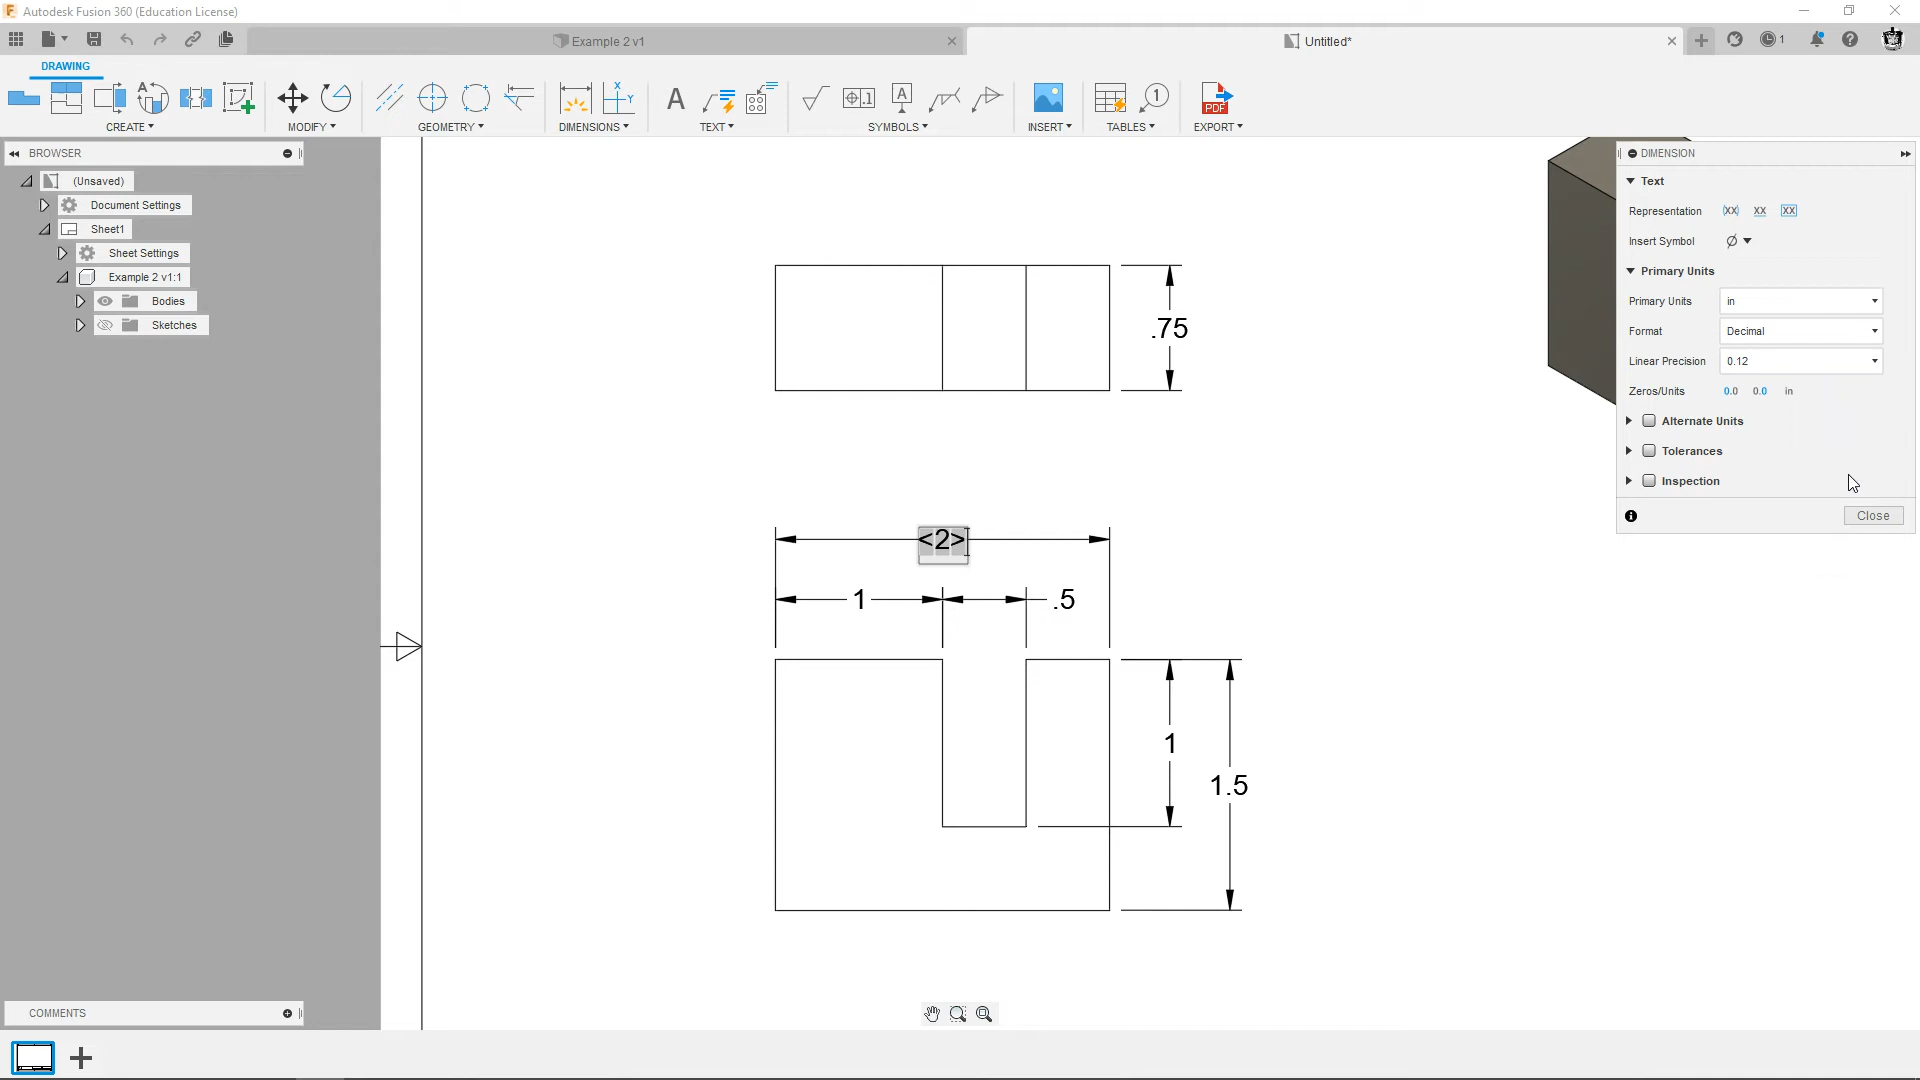 Autodesk Fusion 360 (Education License)
Example 2 v1
Untitled*
1
DRAWING
CREATE
MODIFY
GEOMETRY
DIMENSIONS
TEXT
SYMBOLS
INSERT
TABLES
EXPORT
BROWSER
(Unsaved)
Document Settings
Sheet1
Sheet Settings
Example 2 v1:1
Bodies
Sketches
COMMENTS
.75
<2>
1
.5
1
1.5
DIMENSION
Text
Representation (XX) XX XX
Insert Symbol Ø
Primary Units
Primary Units in
Format Decimal
Linear Precision 0.12
Zeros/Units 0.0 0.0 in
Alternate Units
Tolerances
Inspection
Close